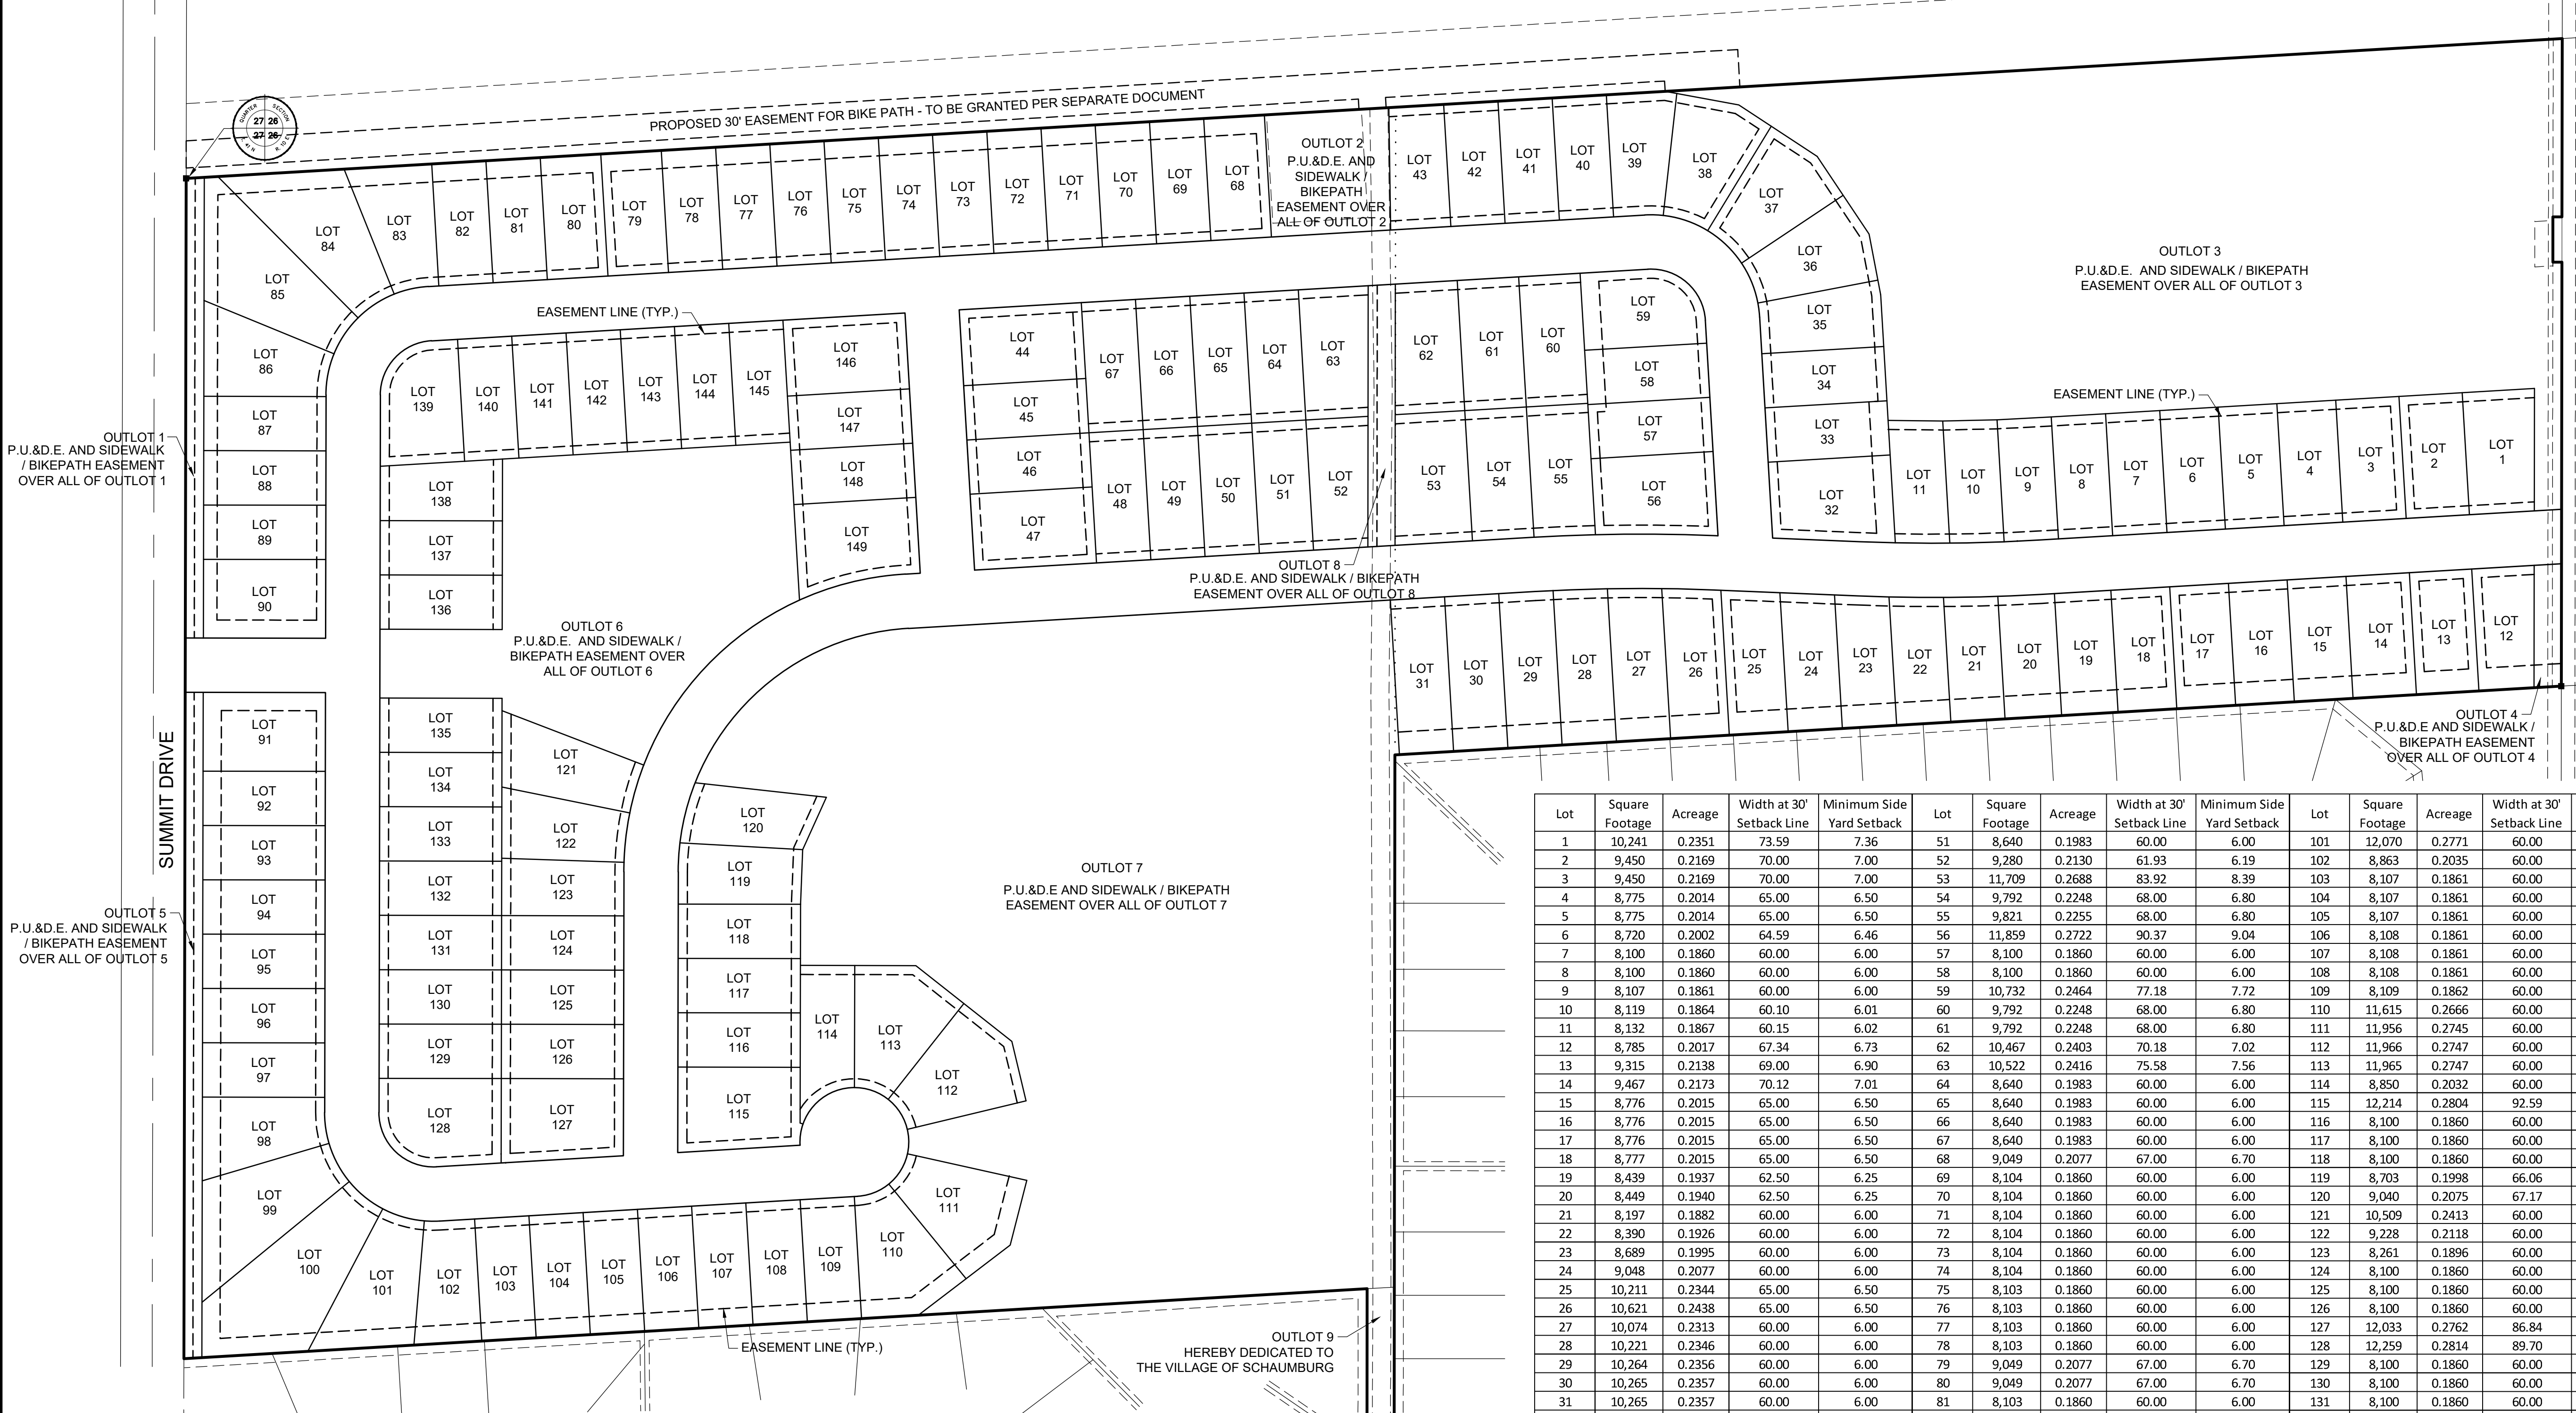 PROPOSED 30' EASEMENT FOR BIKE PATH - TO BE GRANTED PER SEPARATE DOCUMENT
QUARTER SECTION
27 26
27 26
OUTLOT 2
P.U.&D.E. AND
SIDEWALK /
BIKEPATH
EASEMENT OVER
ALL OF OUTLOT 2
LOT 43
LOT 42
LOT 41
LOT 40
LOT 39
LOT 38
LOT 37
LOT 36
LOT 35
LOT 34
LOT 33
LOT 32
OUTLOT 3
P.U.&D.E. AND SIDEWALK / BIKEPATH
EASEMENT OVER ALL OF OUTLOT 3
LOT 85
LOT 84
LOT 83
LOT 82
LOT 81
LOT 80
LOT 79
LOT 78
LOT 77
LOT 76
LOT 75
LOT 74
LOT 73
LOT 72
LOT 71
LOT 70
LOT 69
LOT 68
LOT 86
LOT 87
LOT 88
LOT 89
LOT 90
EASEMENT LINE (TYP.)
LOT 139
LOT 140
LOT 141
LOT 142
LOT 143
LOT 144
LOT 145
LOT 146
LOT 147
LOT 148
LOT 149
LOT 138
LOT 137
LOT 136
LOT 44
LOT 45
LOT 46
LOT 47
LOT 67
LOT 66
LOT 65
LOT 64
LOT 63
LOT 62
LOT 61
LOT 60
LOT 59
LOT 58
LOT 57
LOT 56
LOT 48
LOT 49
LOT 50
LOT 51
LOT 52
LOT 53
LOT 54
LOT 55
EASEMENT LINE (TYP.)
LOT 11
LOT 10
LOT 9
LOT 8
LOT 7
LOT 6
LOT 5
LOT 4
LOT 3
LOT 2
LOT 1
OUTLOT 1
P.U.&D.E. AND SIDEWALK
/ BIKEPATH EASEMENT
OVER ALL OF OUTLOT 1
OUTLOT 8
P.U.&D.E. AND SIDEWALK / BIKEPATH
EASEMENT OVER ALL OF OUTLOT 8
OUTLOT 6
P.U.&D.E. AND SIDEWALK /
BIKEPATH EASEMENT OVER
ALL OF OUTLOT 6
LOT 31
LOT 30
LOT 29
LOT 28
LOT 27
LOT 26
LOT 25
LOT 24
LOT 23
LOT 22
LOT 21
LOT 20
LOT 19
LOT 18
LOT 17
LOT 16
LOT 15
LOT 14
LOT 13
LOT 12
OUTLOT 4
P.U.&D.E AND SIDEWALK /
BIKEPATH EASEMENT
OVER ALL OF OUTLOT 4
SUMMIT DRIVE
LOT 91
LOT 92
LOT 93
LOT 94
LOT 95
LOT 96
LOT 97
LOT 98
LOT 99
LOT 100
LOT 135
LOT 134
LOT 133
LOT 132
LOT 131
LOT 130
LOT 129
LOT 128
LOT 121
LOT 122
LOT 123
LOT 124
LOT 125
LOT 126
LOT 127
LOT 120
LOT 119
LOT 118
LOT 117
LOT 116
LOT 115
LOT 114
LOT 113
LOT 112
LOT 111
LOT 110
LOT 101
LOT 102
LOT 103
LOT 104
LOT 105
LOT 106
LOT 107
LOT 108
LOT 109
OUTLOT 7
P.U.&D.E AND SIDEWALK / BIKEPATH
EASEMENT OVER ALL OF OUTLOT 7
OUTLOT 5
P.U.&D.E. AND SIDEWALK
/ BIKEPATH EASEMENT
OVER ALL OF OUTLOT 5
EASEMENT LINE (TYP.)
OUTLOT 9
HEREBY DEDICATED TO
THE VILLAGE OF SCHAUMBURG
Lot Square Footage Acreage Width at 30' Setback Line Minimum Side Yard Setback Lot Square Footage Acreage Width at 30' Setback Line Minimum Side Yard Setback Lot Square Footage Acreage Width at 30' Setback Line
1 10,241 0.2351 73.59 7.36 51 8,640 0.1983 60.00 6.00 101 12,070 0.2771 60.00
2 9,450 0.2169 70.00 7.00 52 9,280 0.2130 61.93 6.19 102 8,863 0.2035 60.00
3 9,450 0.2169 70.00 7.00 53 11,709 0.2688 83.92 8.39 103 8,107 0.1861 60.00
4 8,775 0.2014 65.00 6.50 54 9,792 0.2248 68.00 6.80 104 8,107 0.1861 60.00
5 8,775 0.2014 65.00 6.50 55 9,821 0.2255 68.00 6.80 105 8,107 0.1861 60.00
6 8,720 0.2002 64.59 6.46 56 11,859 0.2722 90.37 9.04 106 8,108 0.1861 60.00
7 8,100 0.1860 60.00 6.00 57 8,100 0.1860 60.00 6.00 107 8,108 0.1861 60.00
8 8,100 0.1860 60.00 6.00 58 8,100 0.1860 60.00 6.00 108 8,108 0.1861 60.00
9 8,107 0.1861 60.00 6.00 59 10,732 0.2464 77.18 7.72 109 8,109 0.1862 60.00
10 8,119 0.1864 60.10 6.01 60 9,792 0.2248 68.00 6.80 110 11,615 0.2666 60.00
11 8,132 0.1867 60.15 6.02 61 9,792 0.2248 68.00 6.80 111 11,956 0.2745 60.00
12 8,785 0.2017 67.34 6.73 62 10,467 0.2403 70.18 7.02 112 11,966 0.2747 60.00
13 9,315 0.2138 69.00 6.90 63 10,522 0.2416 75.58 7.56 113 11,965 0.2747 60.00
14 9,467 0.2173 70.12 7.01 64 8,640 0.1983 60.00 6.00 114 8,850 0.2032 60.00
15 8,776 0.2015 65.00 6.50 65 8,640 0.1983 60.00 6.00 115 12,214 0.2804 92.59
16 8,776 0.2015 65.00 6.50 66 8,640 0.1983 60.00 6.00 116 8,100 0.1860 60.00
17 8,776 0.2015 65.00 6.50 67 8,640 0.1983 60.00 6.00 117 8,100 0.1860 60.00
18 8,777 0.2015 65.00 6.50 68 9,049 0.2077 67.00 6.70 118 8,100 0.1860 60.00
19 8,439 0.1937 62.50 6.25 69 8,104 0.1860 60.00 6.00 119 8,703 0.1998 66.06
20 8,449 0.1940 62.50 6.25 70 8,104 0.1860 60.00 6.00 120 9,040 0.2075 67.17
21 8,197 0.1882 60.00 6.00 71 8,104 0.1860 60.00 6.00 121 10,509 0.2413 60.00
22 8,390 0.1926 60.00 6.00 72 8,104 0.1860 60.00 6.00 122 9,228 0.2118 60.00
23 8,689 0.1995 60.00 6.00 73 8,104 0.1860 60.00 6.00 123 8,261 0.1896 60.00
24 9,048 0.2077 60.00 6.00 74 8,104 0.1860 60.00 6.00 124 8,100 0.1860 60.00
25 10,211 0.2344 65.00 6.50 75 8,103 0.1860 60.00 6.00 125 8,100 0.1860 60.00
26 10,621 0.2438 65.00 6.50 76 8,103 0.1860 60.00 6.00 126 8,100 0.1860 60.00
27 10,074 0.2313 60.00 6.00 77 8,103 0.1860 60.00 6.00 127 12,033 0.2762 86.84
28 10,221 0.2346 60.00 6.00 78 8,103 0.1860 60.00 6.00 128 12,259 0.2814 89.70
29 10,264 0.2356 60.00 6.00 79 9,049 0.2077 67.00 6.70 129 8,100 0.1860 60.00
30 10,265 0.2357 60.00 6.00 80 9,049 0.2077 67.00 6.70 130 8,100 0.1860 60.00
31 10,265 0.2357 60.00 6.00 81 8,103 0.1860 60.00 6.00 131 8,100 0.1860 60.00